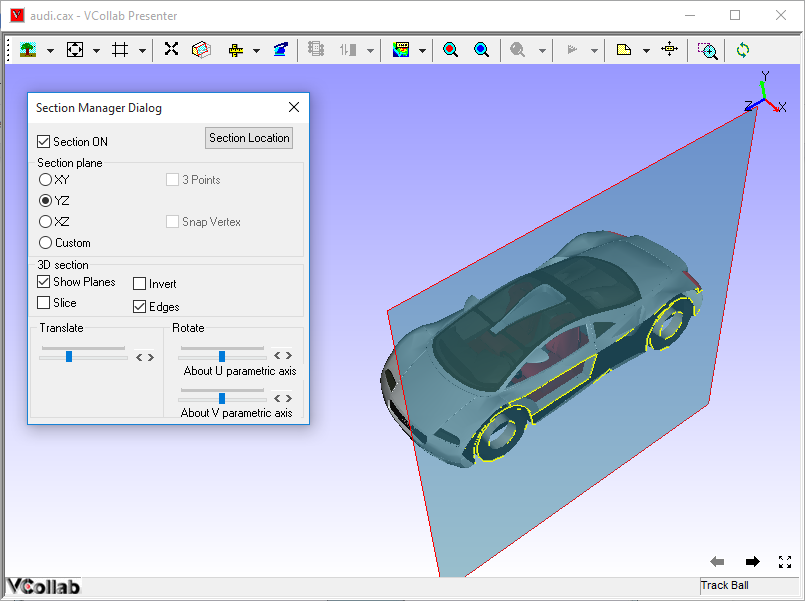 audi.cax - VCollab Presenter
Y
Z X
Section Manager Dialog
Section ON
Section Location
Section plane
XY
3 Points
YZ
XZ
Snap Vertex
Custom
3D section
Show Planes
Invert
Slice
Edges
Translate
Rotate
About U parametric axis
About V parametric axis
VCollab
Track Ball